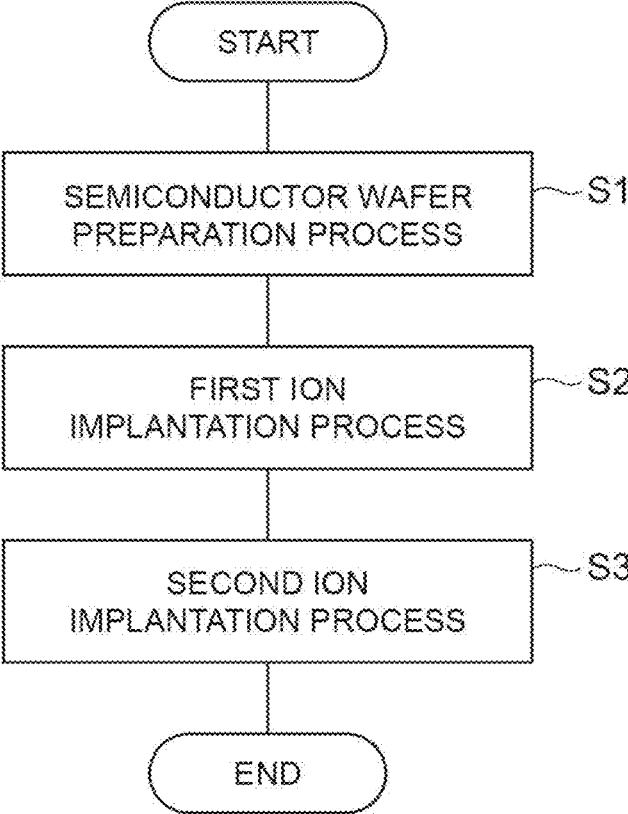 START
SEMICONDUCTOR WAFER
PREPARATION PROCESS
S1
FIRST ION
IMPLANTATION PROCESS
S2
SECOND ION
IMPLANTATION PROCESS
S3
END